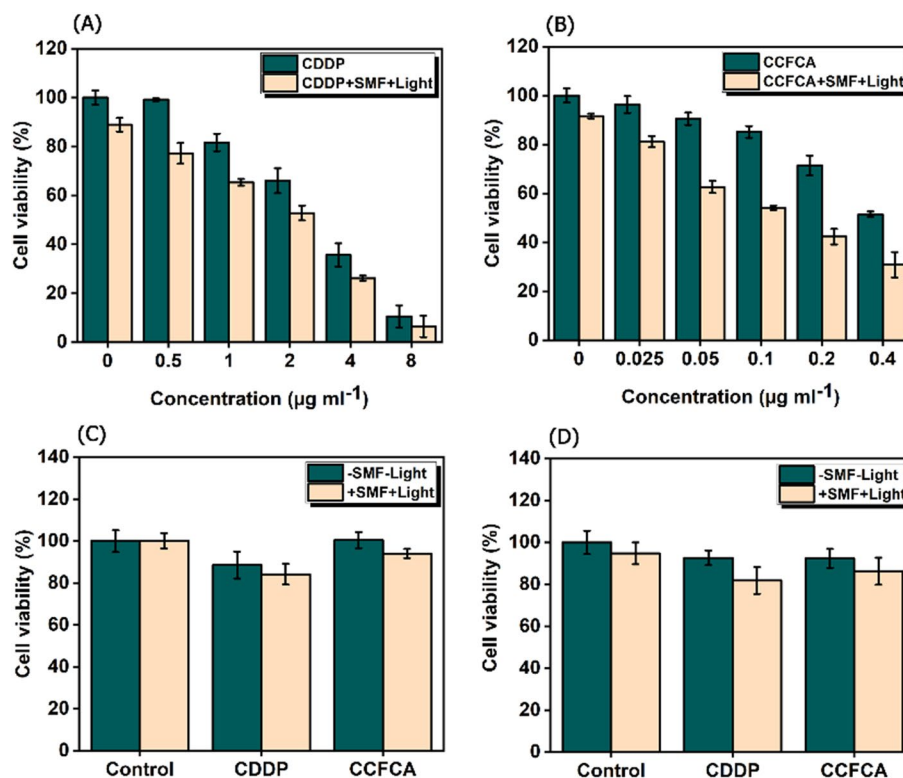 (A)
CDDP
CDDP+SMF+Light
Cell viability (%)
120
100
80
60
40
20
0
0 0.5 1 2 4 8
Concentration (µg ml⁻¹)
(B)
CCFCA
CCFCA+SMF+Light
Cell viability (%)
120
100
80
60
40
20
0
0 0.025 0.05 0.1 0.2 0.4
Concentration (µg ml⁻¹)
(C)
-SMF-Light
+SMF+Light
Cell viability (%)
140
120
100
80
60
40
20
0
Control CDDP CCFCA
(D)
-SMF-Light
+SMF+Light
Cell viability (%)
140
120
100
80
60
40
20
0
Control CDDP CCFCA